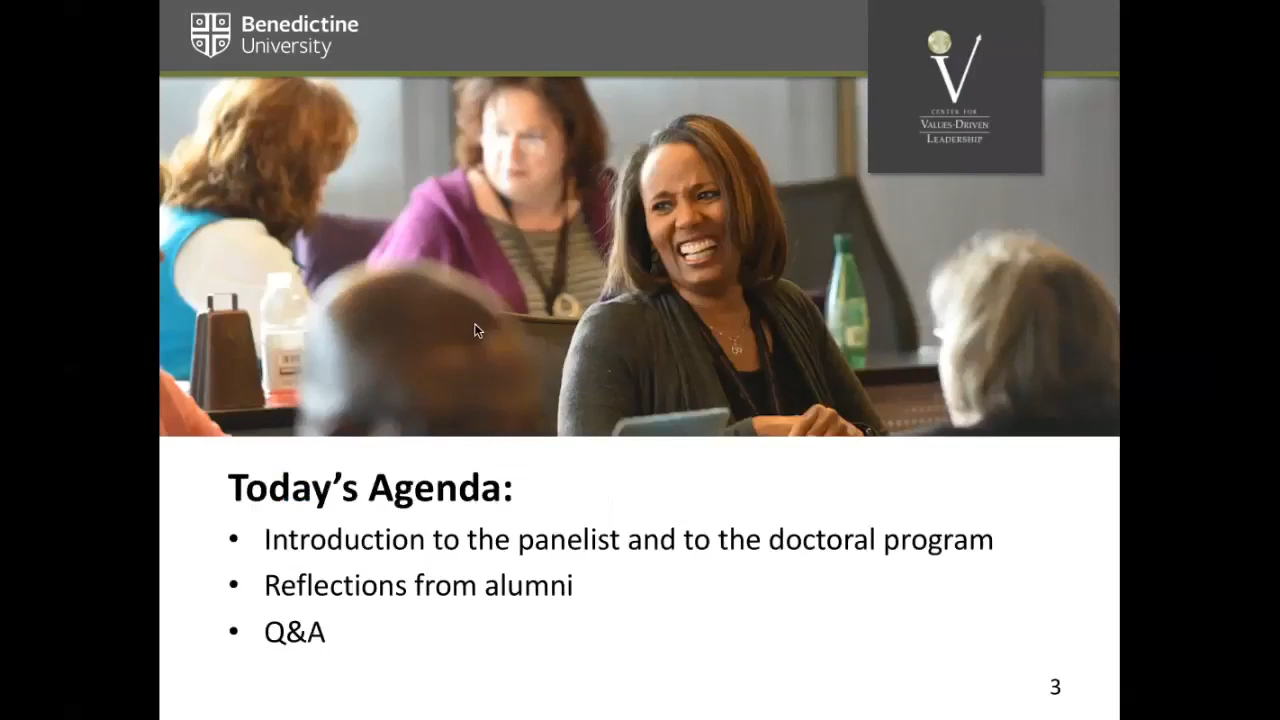 Benedictine
University
CENTER FOR
VALUES-DRIVEN
LEADERSHIP
Today's Agenda:
• Introduction to the panelist and to the doctoral program
• Reflections from alumni
• Q&A
3